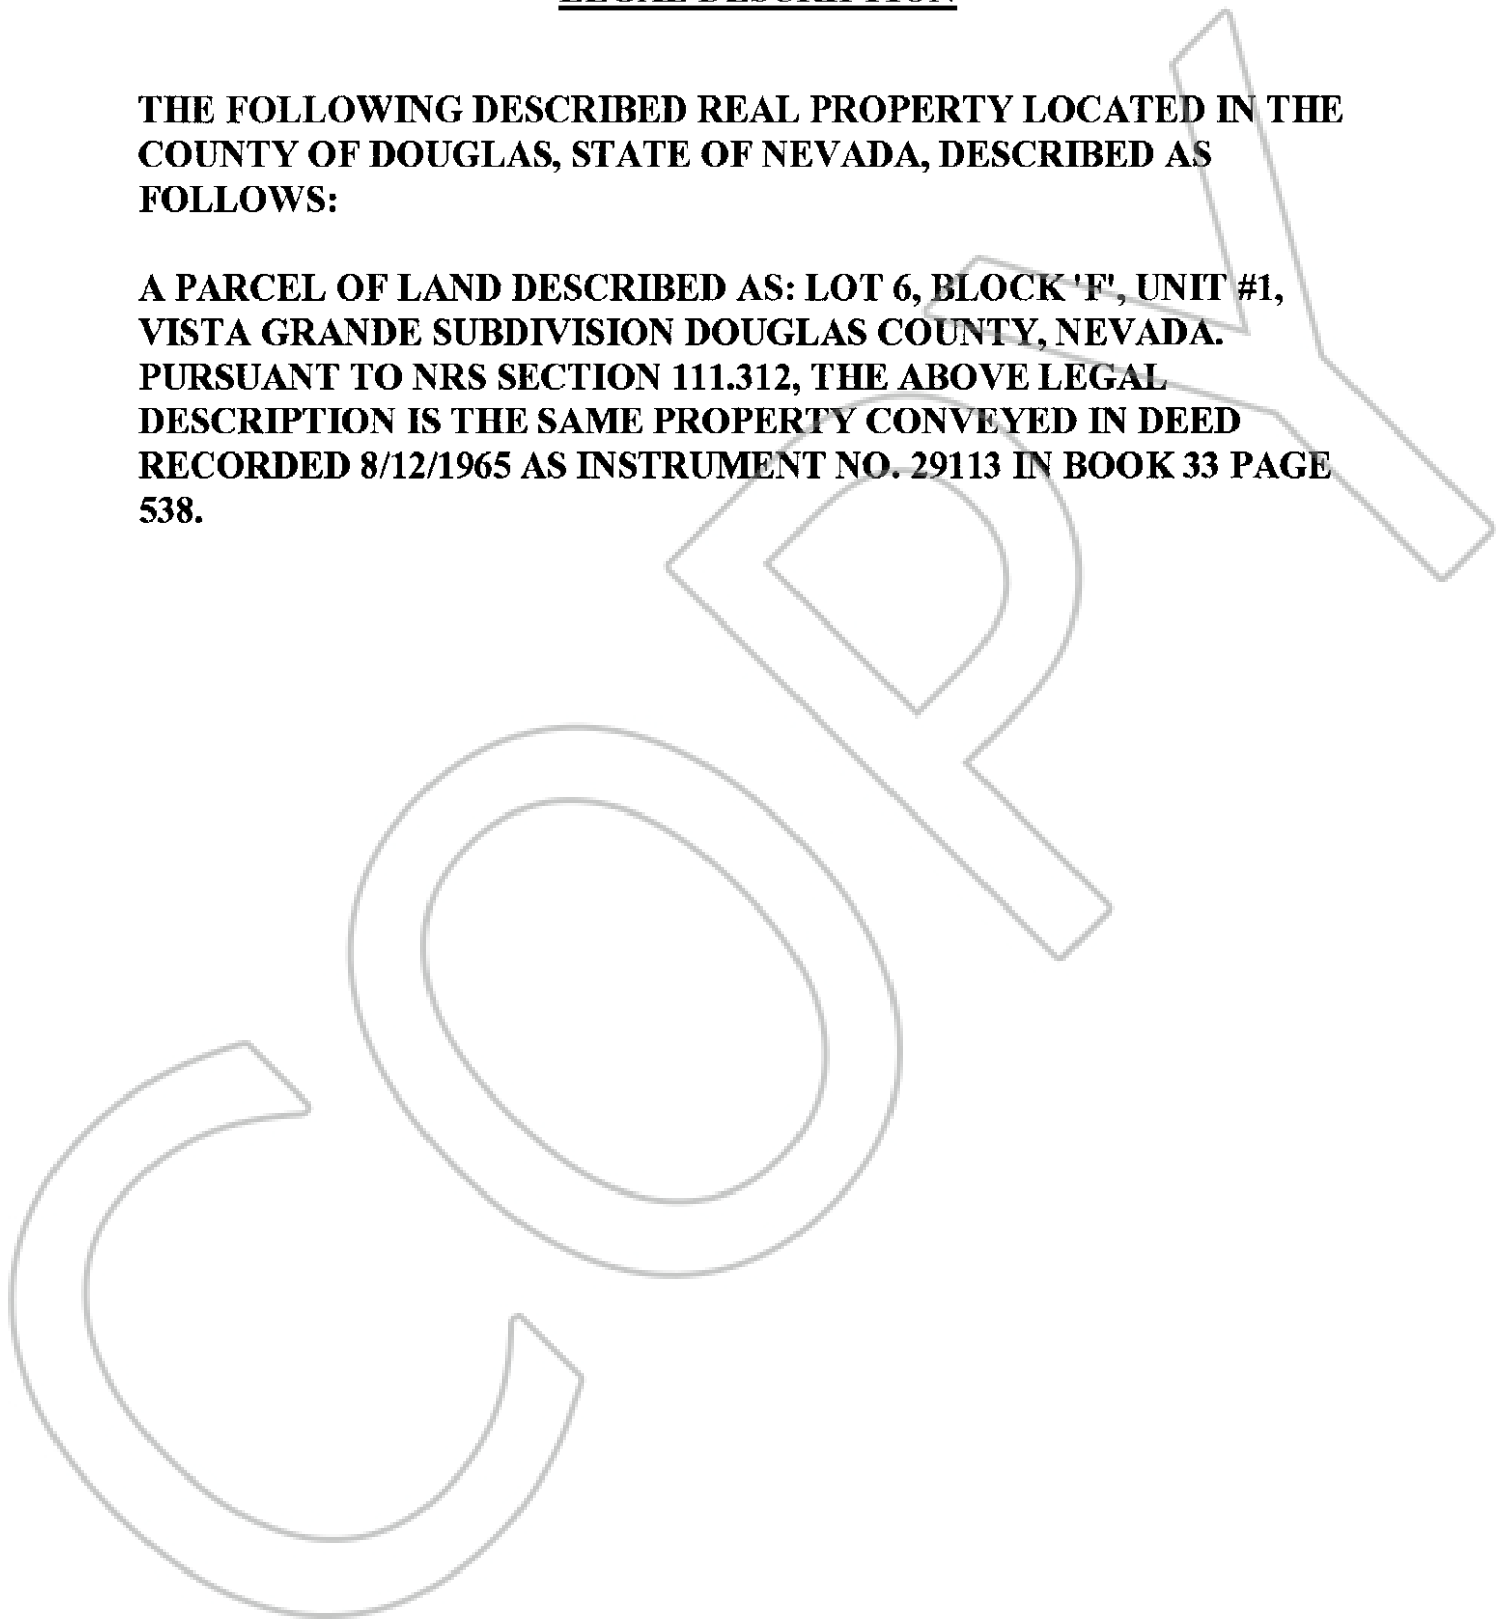 LEGAL DESCRIPTION
THE FOLLOWING DESCRIBED REAL PROPERTY LOCATED IN THE
COUNTY OF DOUGLAS, STATE OF NEVADA, DESCRIBED AS
FOLLOWS:
A PARCEL OF LAND DESCRIBED AS: LOT 6, BLOCK 'F', UNIT #1,
VISTA GRANDE SUBDIVISION DOUGLAS COUNTY, NEVADA.
PURSUANT TO NRS SECTION 111.312, THE ABOVE LEGAL
DESCRIPTION IS THE SAME PROPERTY CONVEYED IN DEED
RECORDED 8/12/1965 AS INSTRUMENT NO. 29113 IN BOOK 33 PAGE
538.
COPY